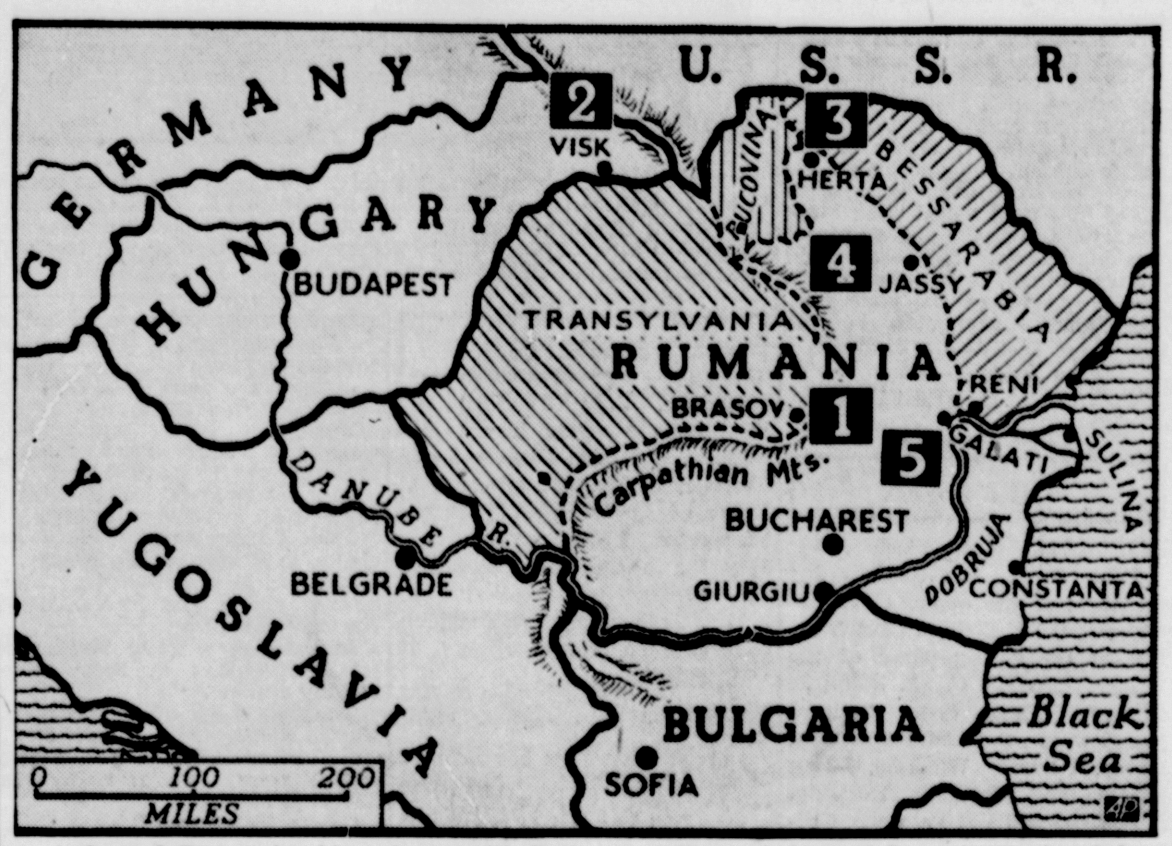 U. S. S. R.
GERMANY
2
VISK
BUCOVINA
3
HERTA
BESSARABIA
HUNGARY
BUDAPEST
4
JASSY
TRANSYLVANIA
RUMANIA
BRASOV
1
RENI
GALATI
SULINA
5
Carpathian Mts.
DANUBE R.
BUCHAREST
BELGRADE
GIURGIU
DOBRUJA
CONSTANTA
YUGOSLAVIA
BULGARIA
Black
Sea
SOFIA
0 100 200
MILES
AP